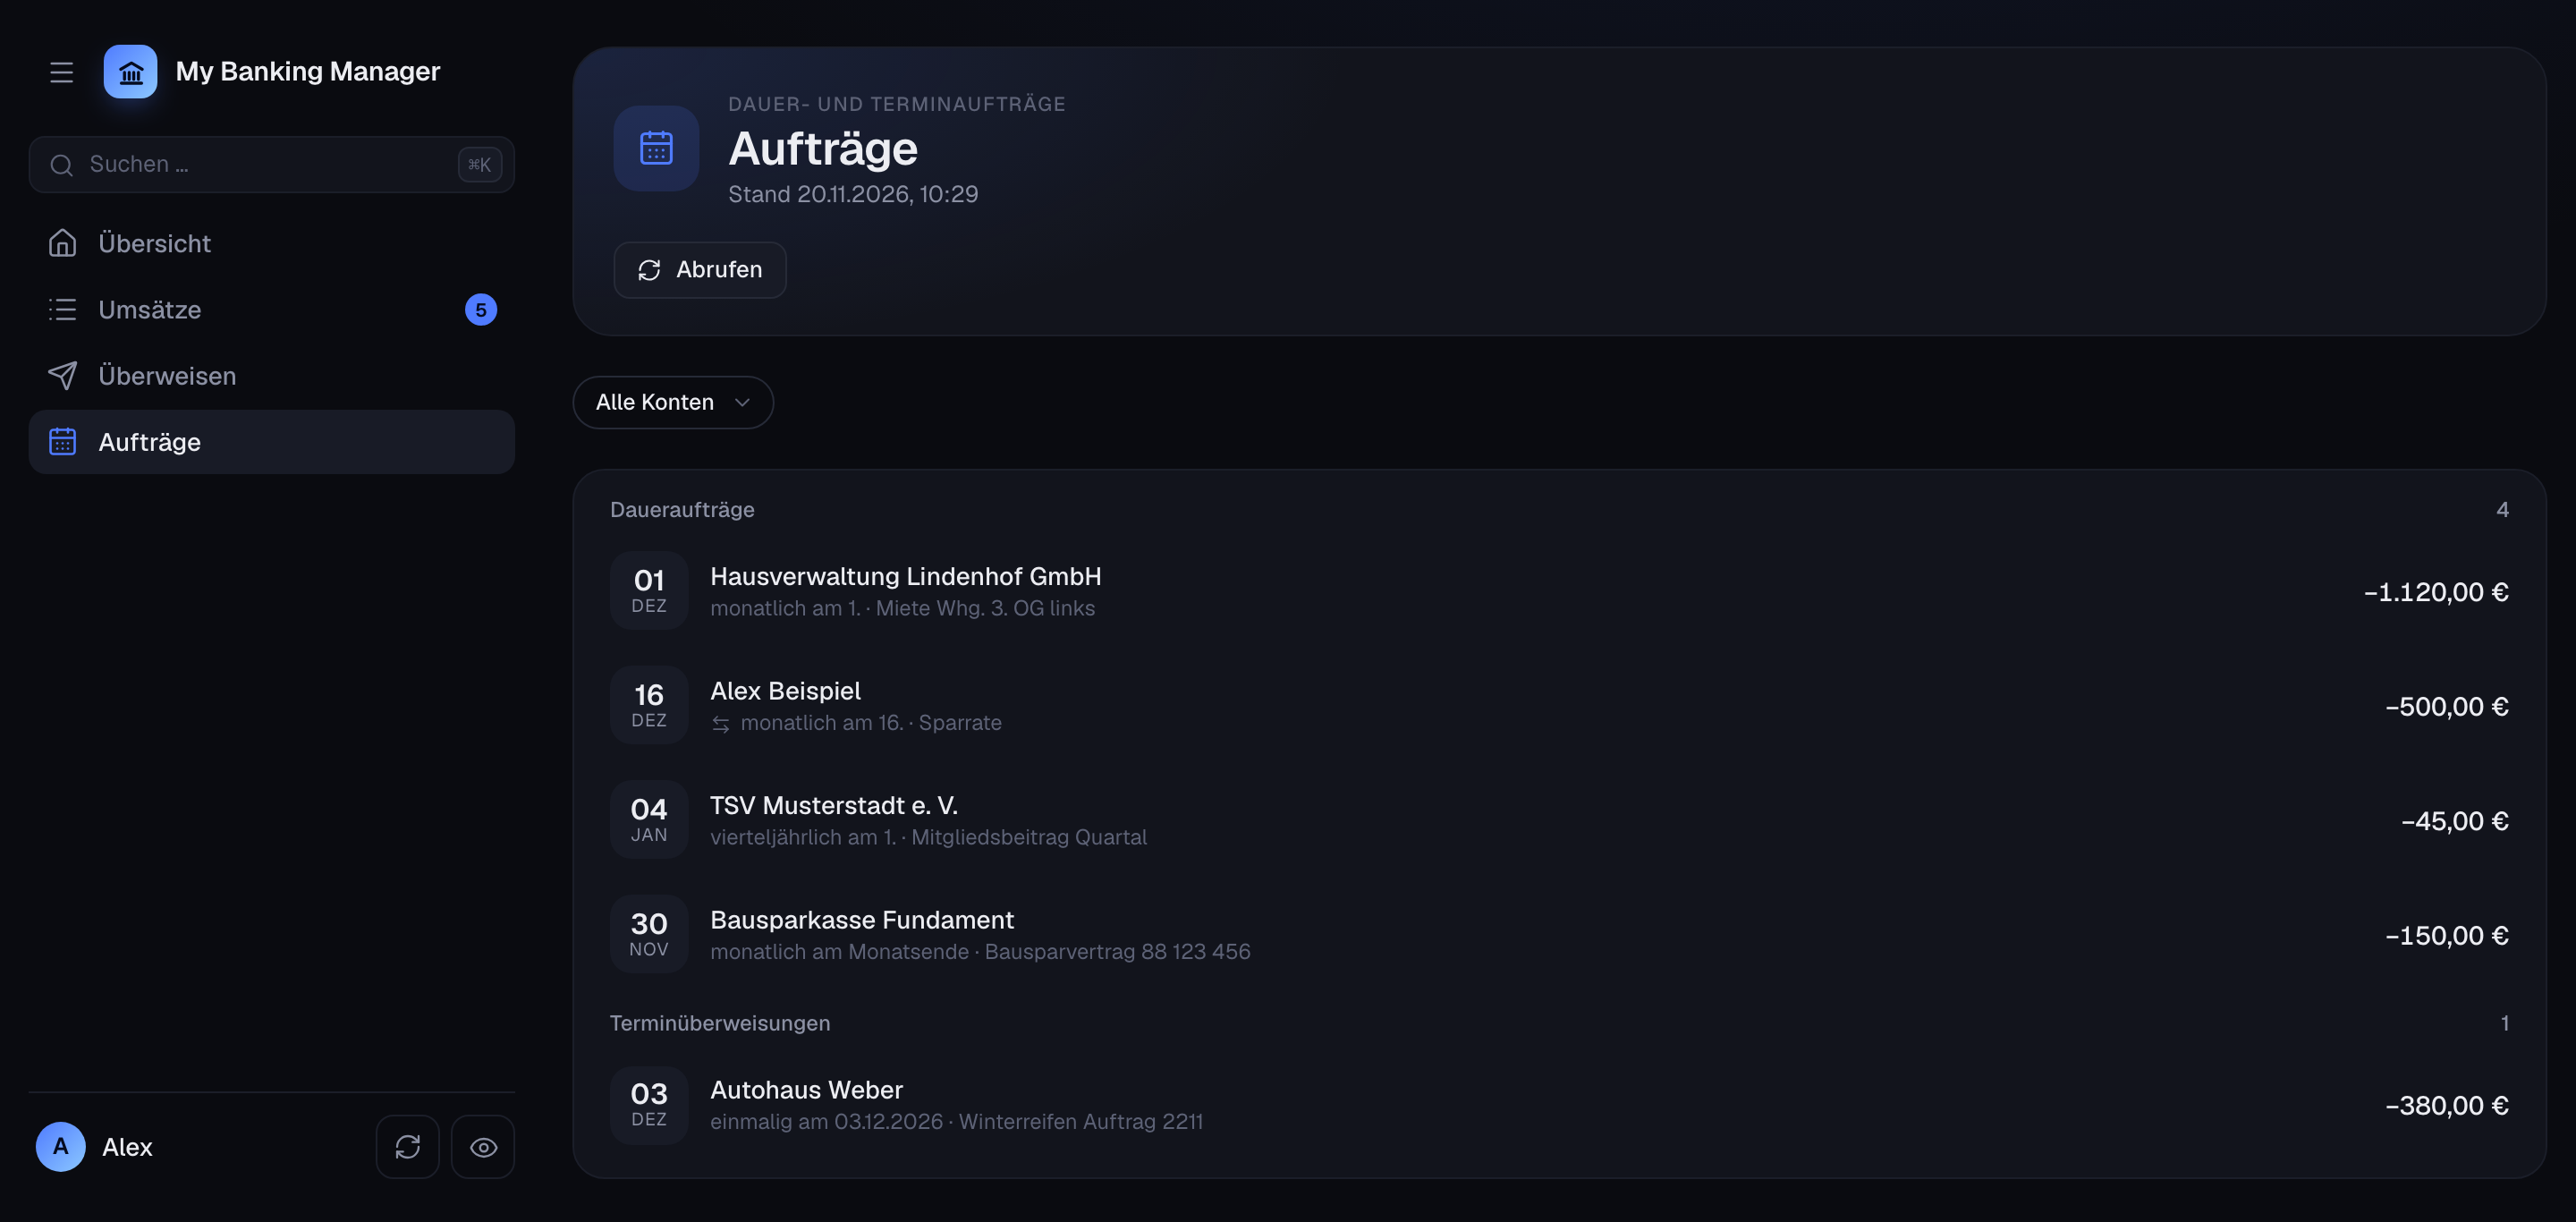 My Banking Manager
Suchen …
⌘K
Übersicht
Umsätze
5
Überweisen
Aufträge
A
Alex
DAUER- UND TERMINAUFTRÄGE
Aufträge
Stand 20.11.2026, 10:29
Abrufen
Alle Konten
Daueraufträge
4
01
DEZ
Hausverwaltung Lindenhof GmbH
monatlich am 1. · Miete Whg. 3. OG links
−1.120,00 €
16
DEZ
Alex Beispiel
monatlich am 16. · Sparrate
−500,00 €
04
JAN
TSV Musterstadt e. V.
vierteljährlich am 1. · Mitgliedsbeitrag Quartal
−45,00 €
30
NOV
Bausparkasse Fundament
monatlich am Monatsende · Bausparvertrag 88 123 456
−150,00 €
Terminüberweisungen
1
03
DEZ
Autohaus Weber
einmalig am 03.12.2026 · Winterreifen Auftrag 2211
−380,00 €